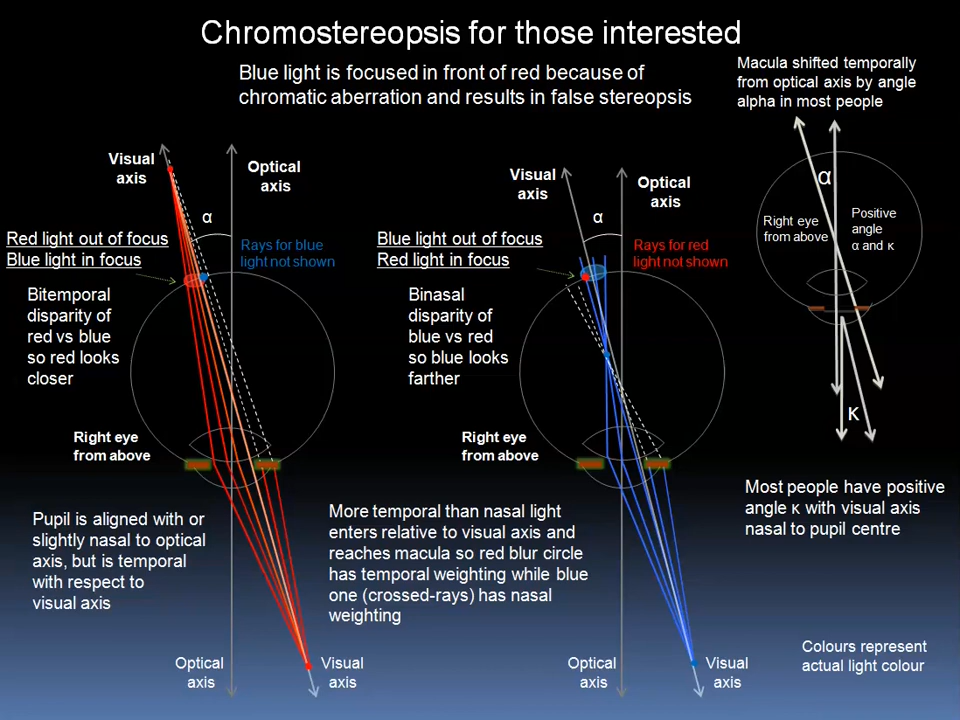 Chromostereopsis for those interested
Blue light is focused in front of red because of
chromatic aberration and results in false stereopsis
Macula shifted temporally
from optical axis by angle
alpha in most people
Visual
axis
Optical
axis
α
Red light out of focus
Blue light in focus
Rays for blue
light not shown
Bitemporal
disparity of
red vs blue
so red looks
closer
Right eye
from above
Pupil is aligned with or
slightly nasal to optical
axis, but is temporal
with respect to
visual axis
Optical
axis
Visual
axis
Visual
axis
Optical
axis
α
Blue light out of focus
Red light in focus
Rays for red
light not shown
Binasal
disparity of
blue vs red
so blue looks
farther
Right eye
from above
More temporal than nasal light
enters relative to visual axis and
reaches macula so red blur circle
has temporal weighting while blue
one (crossed-rays) has nasal
weighting
Optical
axis
Visual
axis
α
Right eye
from above
Positive
angle
α and κ
κ
Most people have positive
angle κ with visual axis
nasal to pupil centre
Colours represent
actual light colour